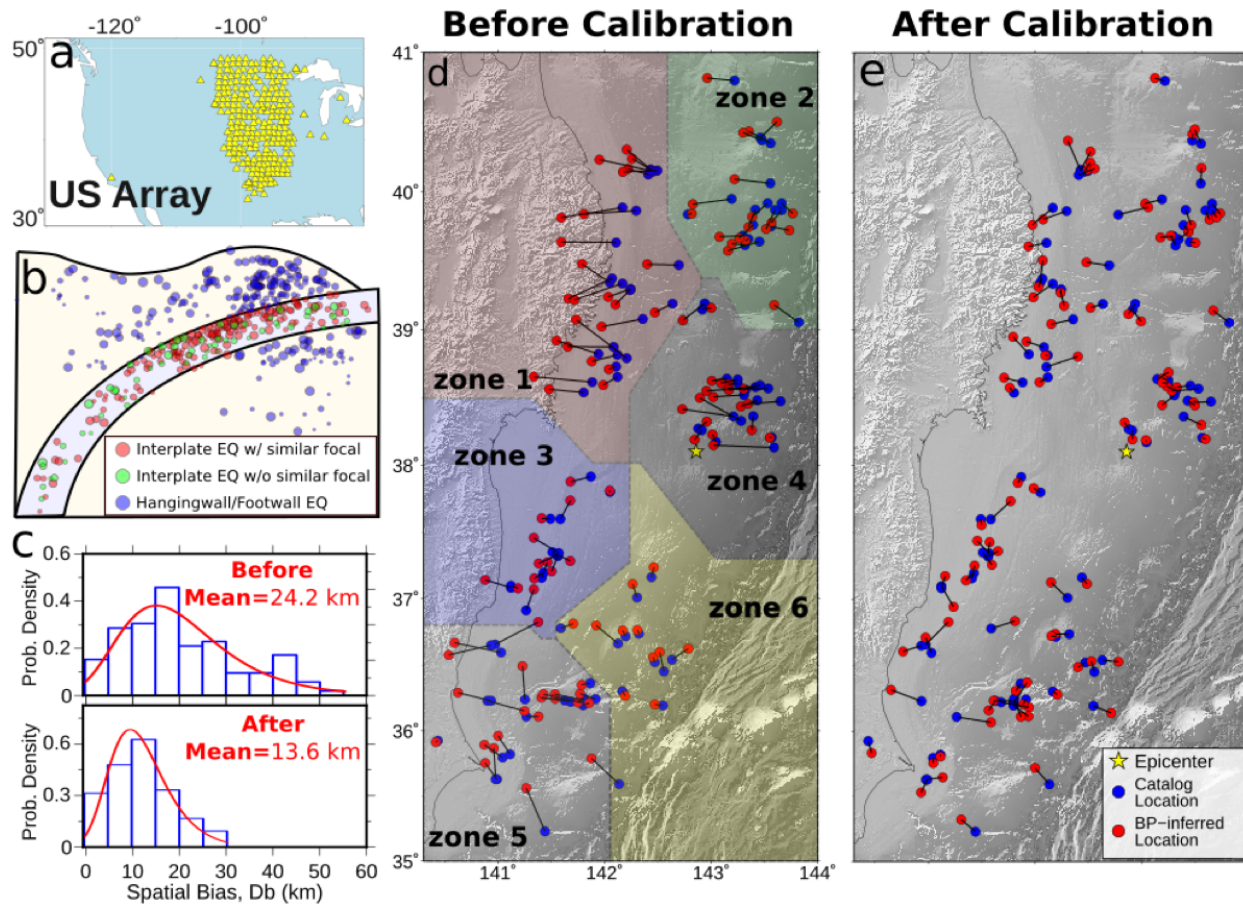 Before Calibration
After Calibration
-120°
-100°
50°
30°
a
US Array
b
Interplate EQ w/ similar focal
Interplate EQ w/o similar focal
Hangingwall/Footwall EQ
c
0.6
0.4
0.2
0
Prob. Density
Before
Mean=24.2 km
0.6
0.3
0.0
Prob. Density
After
Mean=13.6 km
0
10
20
30
40
50
60
Spatial Bias, Db (km)
d
41°
40°
39°
38°
37°
36°
35°
141°
142°
143°
144°
zone 2
zone 1
zone 3
zone 4
zone 6
zone 5
e
Epicenter
Catalog
Location
BP-inferred
Location